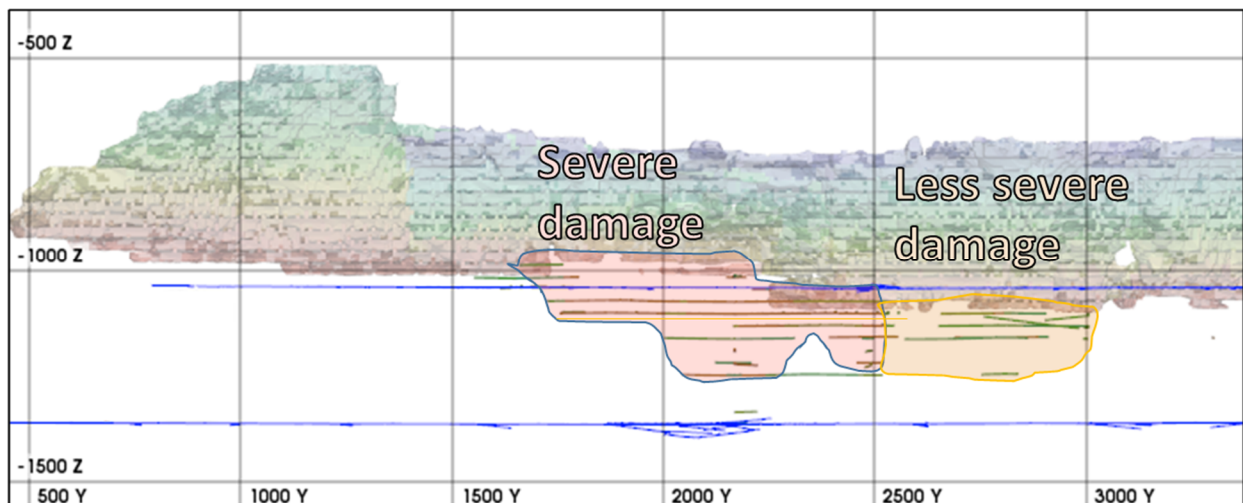 -500 Z
Severe
damage
Less severe
damage
-1000 Z
-1500 Z
500 Y
1000 Y
1500 Y
2000 Y
2500 Y
3000 Y